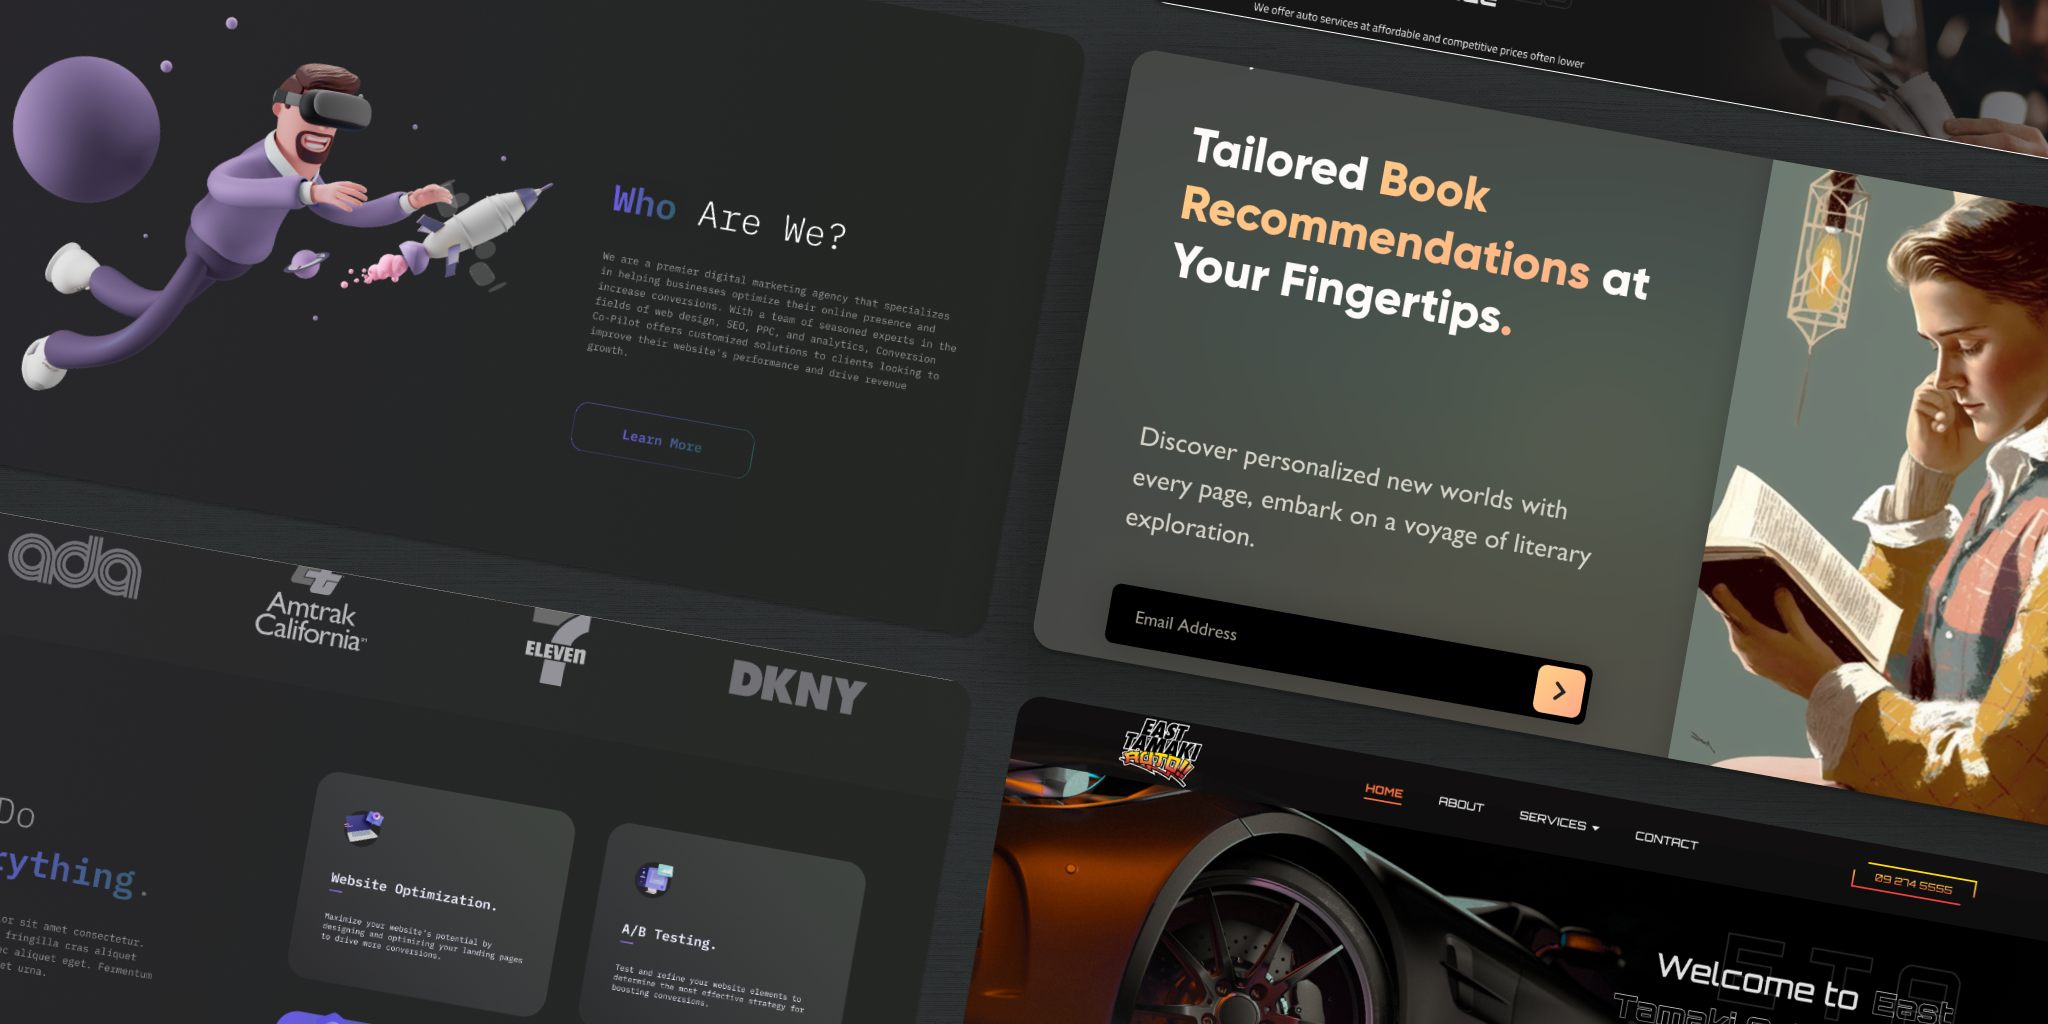 We offer auto services at affordable and competitive prices often lower
Who Are We?
We are a premier digital marketing agency that specializes
in helping businesses optimize their online presence and
increase conversions. With a team of seasoned experts in the
fields of web design, SEO, PPC, and analytics, Conversion
Co-Pilot offers customized solutions to clients looking to
improve their website's performance and drive revenue
growth.
Learn More
Tailored Book
Recommendations at
Your Fingertips.
Discover personalized new worlds with
every page, embark on a voyage of literary
exploration.
Email Address
ada
Amtrak
California
7
ELEVEn
DKNY
Do
rything.
or sit amet consectetur.
fringilla cras aliquet
ec aliquet eget. Fermentum
et urna.
Website Optimization.
Maximize your website's potential by
designing and optimizing your landing pages
to drive more conversions.
A/B Testing.
Test and refine your website elements to
determine the most effective strategy for
boosting conversions.
EAST
TAMAKI
AUTO!!
HOME
ABOUT
SERVICES
CONTACT
09 274 5555
ETA
Welcome to East
Tamaki